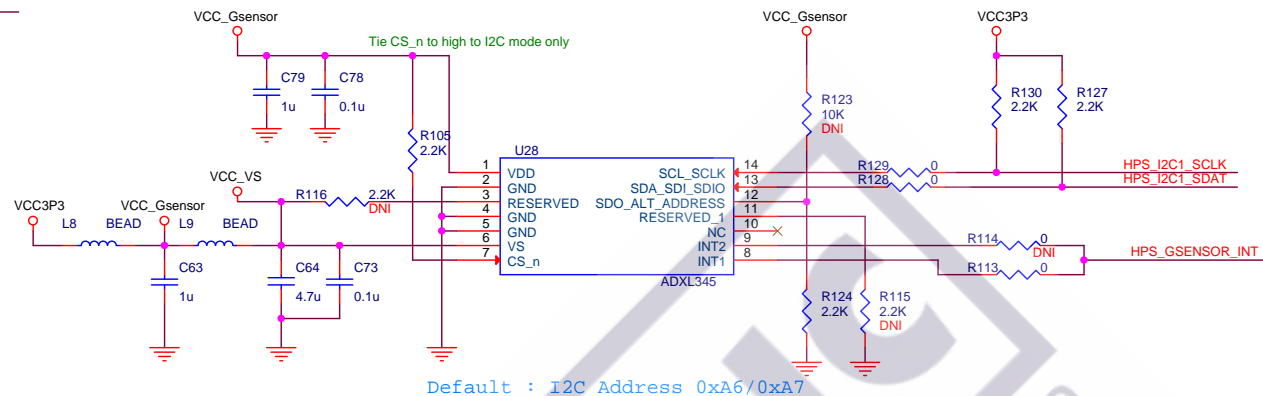 VCC_Gsensor
VCC_Gsensor
VCC3P3
Tie CS_n to high to I2C mode only
C79
1u
C78
0.1u
R105
2.2K
R123
10K
DNI
R130
2.2K
R127
2.2K
U28
1 VDD
2 GND
3 RESERVED
4 GND
5 GND
6 VS
7 CS_n
SCL_SCLK 14
SDA_SDI_SDIO 13
SDO_ALT_ADDRESS 12
RESERVED_1 11
NC 10
INT2 9
INT1 8
ADXL345
R129 0
R128 0
HPS_I2C1_SCLK
HPS_I2C1_SDAT
VCC_VS
R116 2.2K
DNI
VCC3P3
L8 BEAD
VCC_Gsensor
L9 BEAD
C63
1u
C64
4.7u
C73
0.1u
R114 0
DNI
R113 0
HPS_GSENSOR_INT
R124
2.2K
R115
2.2K
DNI
Default : I2C Address 0xA6/0xA7